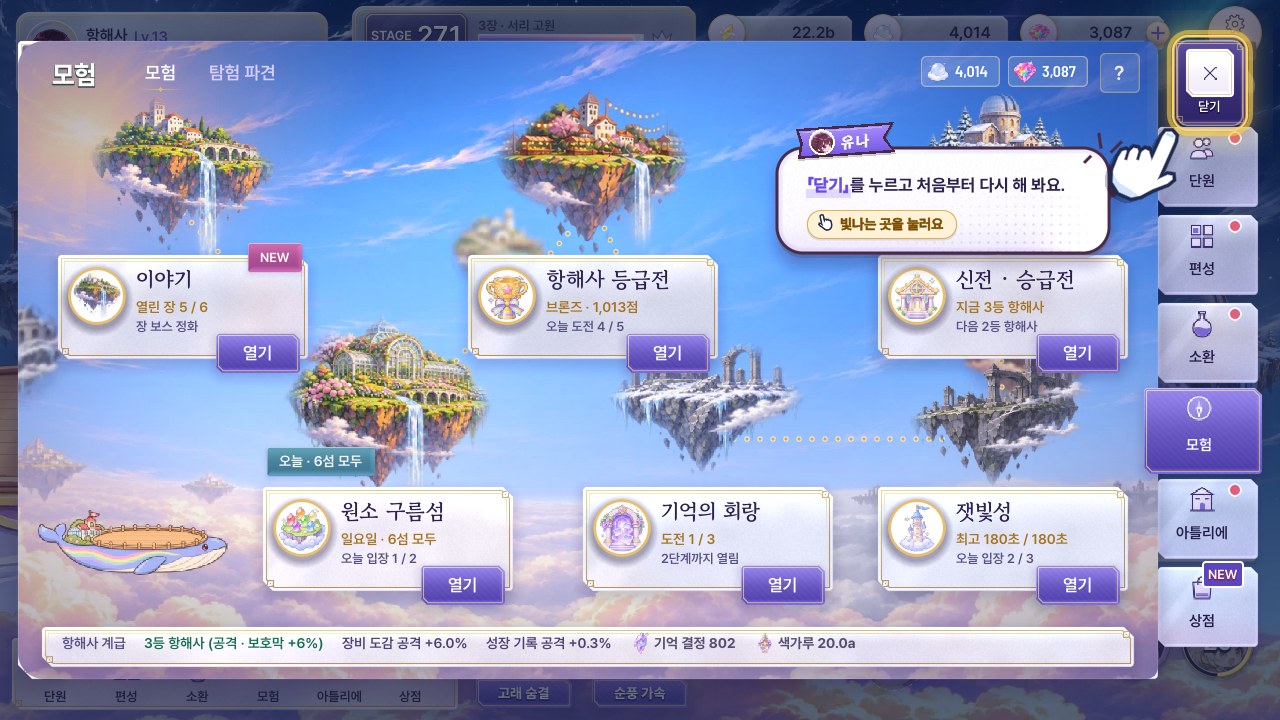 항해사 Lv.13
STAGE 271
3장 · 서리 고원
22.2b
4,014
3,087
모험
모험
탐험 파견
4,014
3,087
?
닫기
유나
「닫기」를 누르고 처음부터 다시 해 봐요.
빛나는 곳을 눌러요
단원
편성
소환
모험
아틀리에
NEW
상점
NEW
이야기
열린 장 5 / 6
장 보스 정화
열기
항해사 등급전
브론즈 · 1,013점
오늘 도전 4 / 5
열기
신전 · 승급전
지금 3등 항해사
다음 2등 항해사
열기
오늘 · 6섬 모두
원소 구름섬
일요일 · 6섬 모두
오늘 입장 1 / 2
열기
기억의 회랑
도전 1 / 3
2단계까지 열림
열기
잿빛성
최고 180초 / 180초
오늘 입장 2 / 3
열기
항해사 계급 3등 항해사 (공격 · 보호막 +6%) 장비 도감 공격 +6.0% 성장 기록 공격 +0.3% 기억 결정 802 색가루 20.0a
단원 편성 소환 모험 아틀리에 상점
고래 숨결
순풍 가속